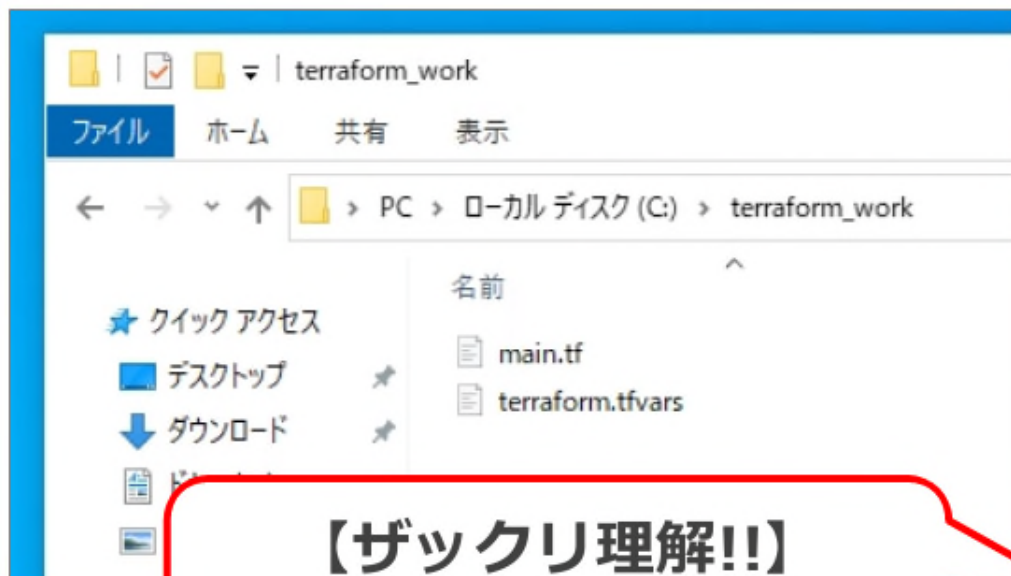 terraform_work
ファイル ホーム 共有 表示
PC › ローカル ディスク (C:) › terraform_work
名前
クイック アクセス
main.tf
デスクトップ
terraform.tfvars
ダウンロード
【ザックリ理解!!】